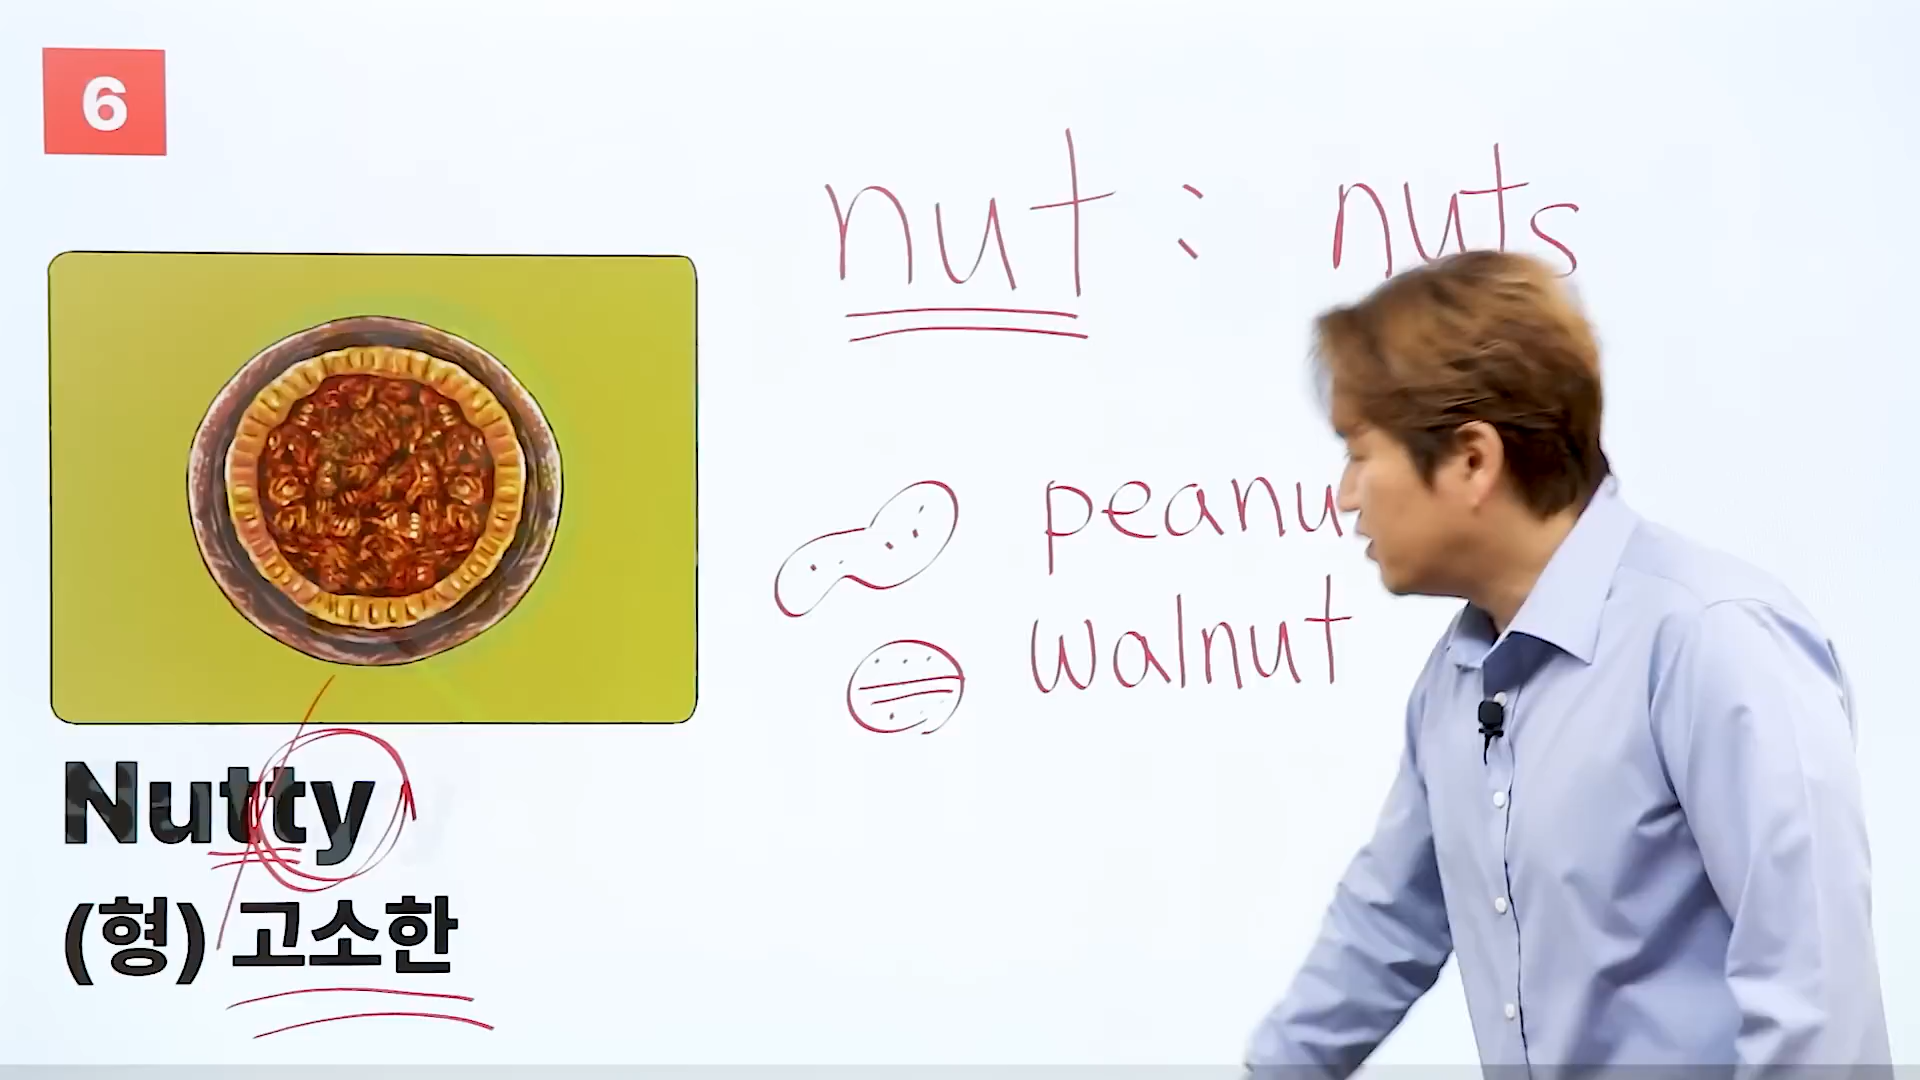 6
nut : nuts
peanu
walnut
Nutty
(형) 고소한